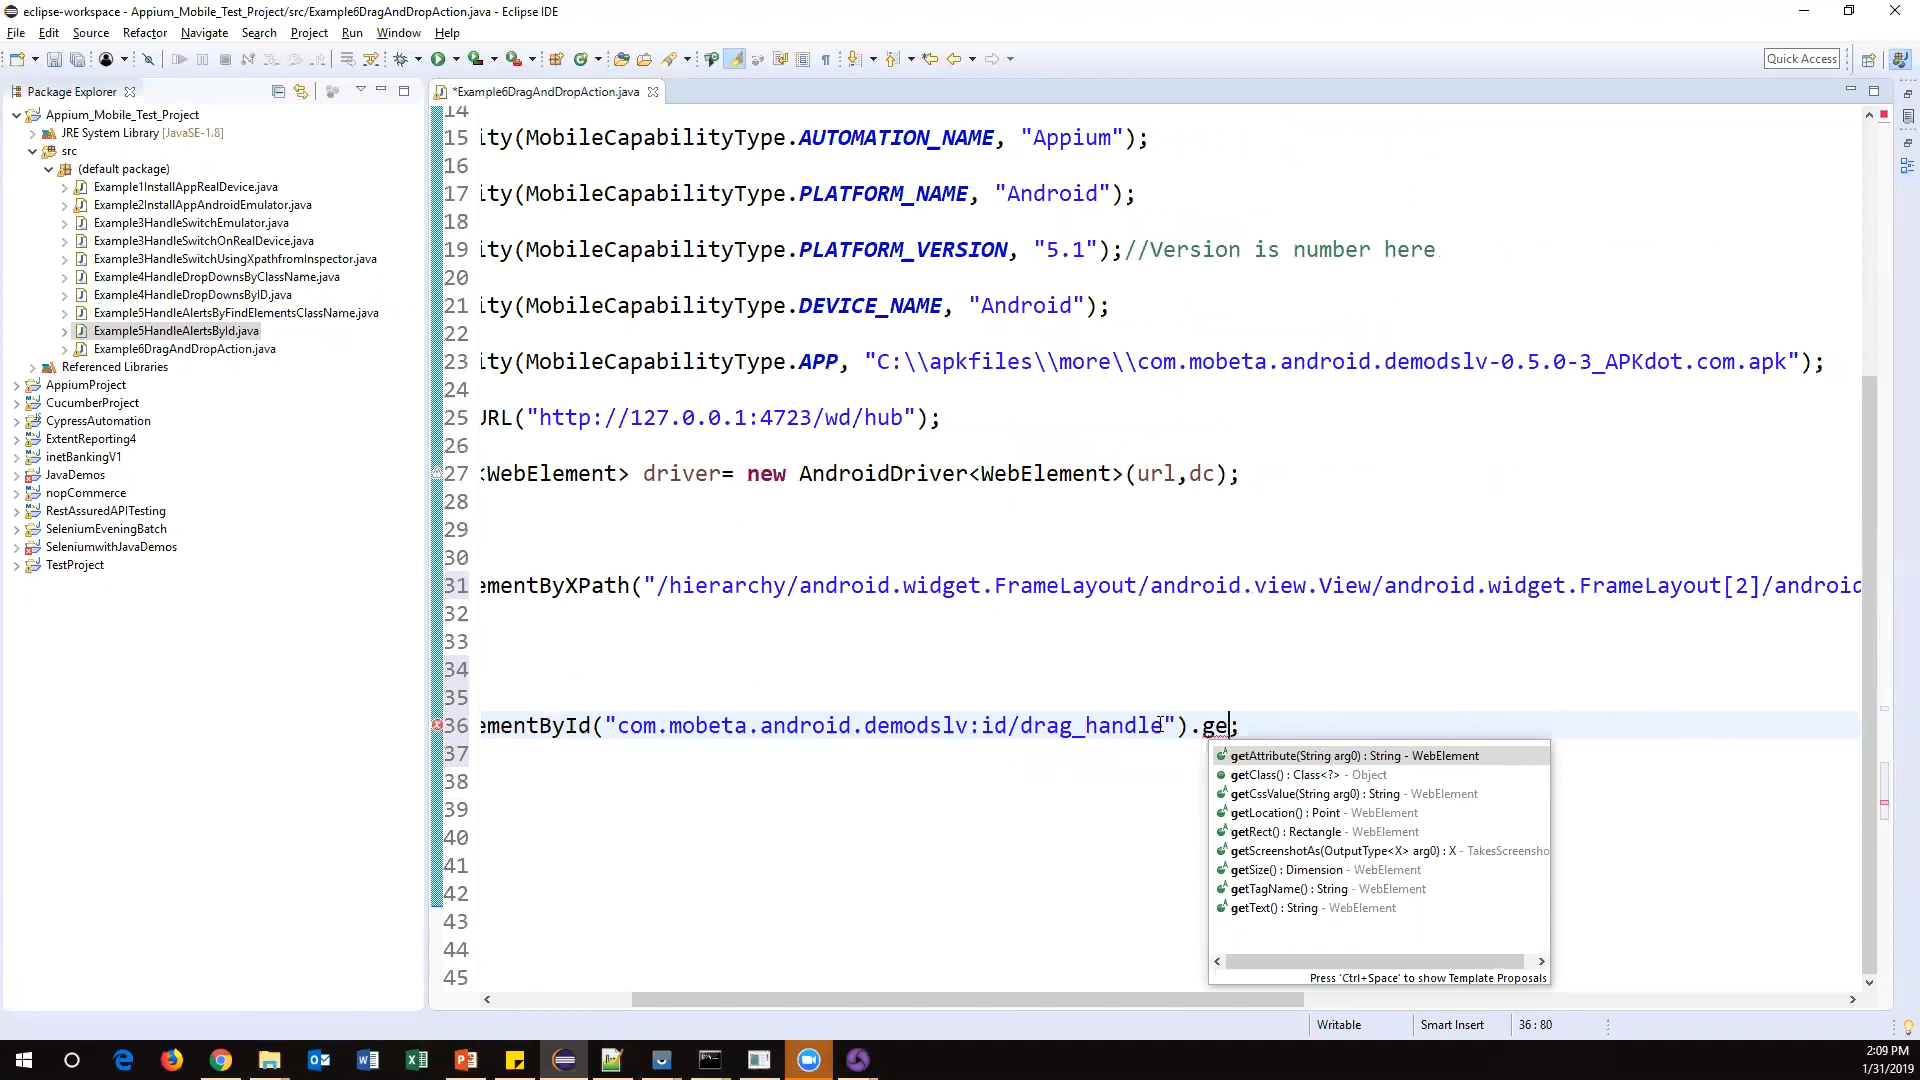 eclipse-workspace - Appium_Mobile_Test_Project/src/Example6DragAndDropAction.java - Eclipse IDE
File Edit Source Refactor Navigate Search Project Run Window Help
Quick Access
Package Explorer
*Example6DragAndDropAction.java
Appium_Mobile_Test_Project
JRE System Library [JavaSE-1.8]
src
(default package)
Example1InstallAppRealDevice.java
Example2InstallAppAndroidEmulator.java
Example3HandleSwitchEmulator.java
Example3HandleSwitchOnRealDevice.java
Example3HandleSwitchUsingXpathfromInspector.java
Example4HandleDropDownsByClassName.java
Example4HandleDropDownsByID.java
Example5HandleAlertsByFindElementsClassName.java
Example5HandleAlertsById.java
Example6DragAndDropAction.java
Referenced Libraries
AppiumProject
CucumberProject
CypressAutomation
ExtentReporting4
inetBankingV1
JavaDemos
nopCommerce
RestAssuredAPITesting
SeleniumEveningBatch
SeleniumwithJavaDemos
TestProject
14
15 ity(MobileCapabilityType.AUTOMATION_NAME, "Appium");
16
17 ity(MobileCapabilityType.PLATFORM_NAME, "Android");
18
19 ity(MobileCapabilityType.PLATFORM_VERSION, "5.1");//Version is number here
20
21 ity(MobileCapabilityType.DEVICE_NAME, "Android");
22
23 ity(MobileCapabilityType.APP, "C:\\apkfiles\\more\\com.mobeta.android.demodslv-0.5.0-3_APKdot.com.apk");
24
25 URL("http://127.0.0.1:4723/wd/hub");
26
27 <WebElement> driver= new AndroidDriver<WebElement>(url,dc);
28
29
30
31 ementByXPath("/hierarchy/android.widget.FrameLayout/android.view.View/android.widget.FrameLayout[2]/android
32
33
34
35
36 ementById("com.mobeta.android.demodslv:id/drag_handle").ge;
37
38
39
40
41
42
43
44
45
getAttribute(String arg0) : String - WebElement
getClass() : Class<?> - Object
getCssValue(String arg0) : String - WebElement
getLocation() : Point - WebElement
getRect() : Rectangle - WebElement
getScreenshotAs(OutputType<X> arg0) : X - TakesScreensho
getSize() : Dimension - WebElement
getTagName() : String - WebElement
getText() : String - WebElement
Press 'Ctrl+Space' to show Template Proposals
Writable Smart Insert 36 : 80
2:09 PM
1/31/2019